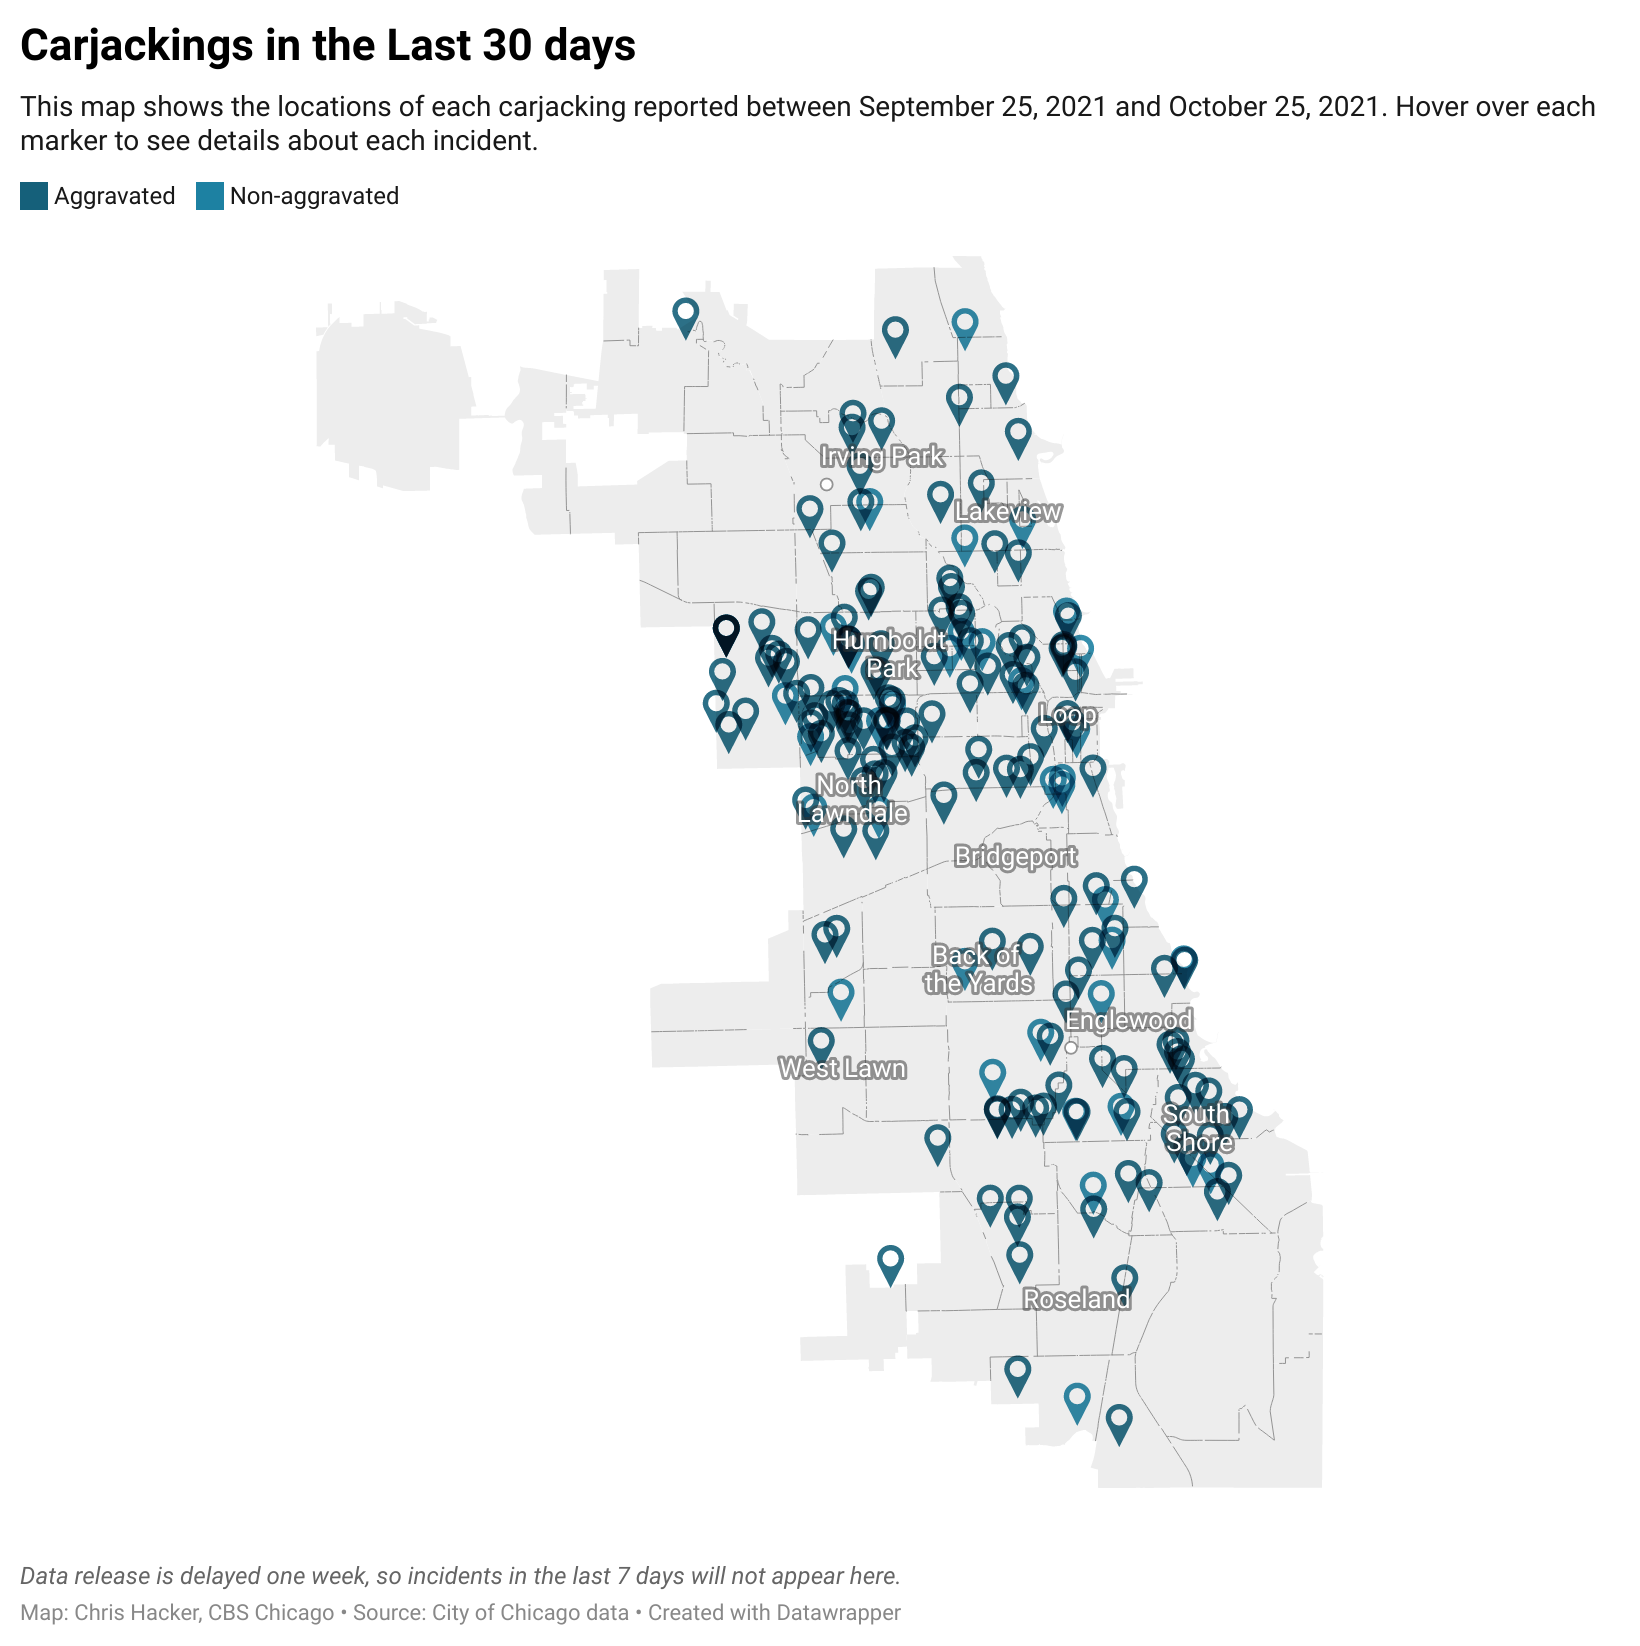 Carjackings in the Last 30 days
This map shows the locations of each carjacking reported between September 25, 2021 and October 25, 2021. Hover over each
marker to see details about each incident.
Aggravated Non-aggravated
Irving Park
Lakeview
Humboldt
Park
Loop
North
Lawndale
Bridgeport
Back of
the Yards
Englewood
West Lawn
South
Shore
Roseland
Data release is delayed one week, so incidents in the last 7 days will not appear here.
Map: Chris Hacker, CBS Chicago • Source: City of Chicago data • Created with Datawrapper